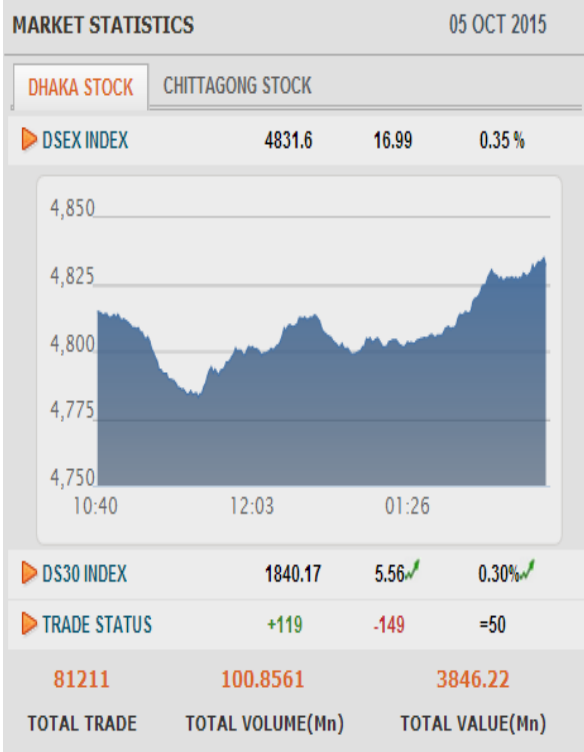 MARKET STATISTICS 05 OCT 2015
DHAKA STOCK CHITTAGONG STOCK
DSEX INDEX 4831.6 16.99 0.35 %
4,850
4,825
4,800
4,775
4,750
10:40 12:03 01:26
DS30 INDEX 1840.17 5.56 0.30%
TRADE STATUS +119 -149 =50
81211 100.8561 3846.22
TOTAL TRADE TOTAL VOLUME(Mn) TOTAL VALUE(Mn)